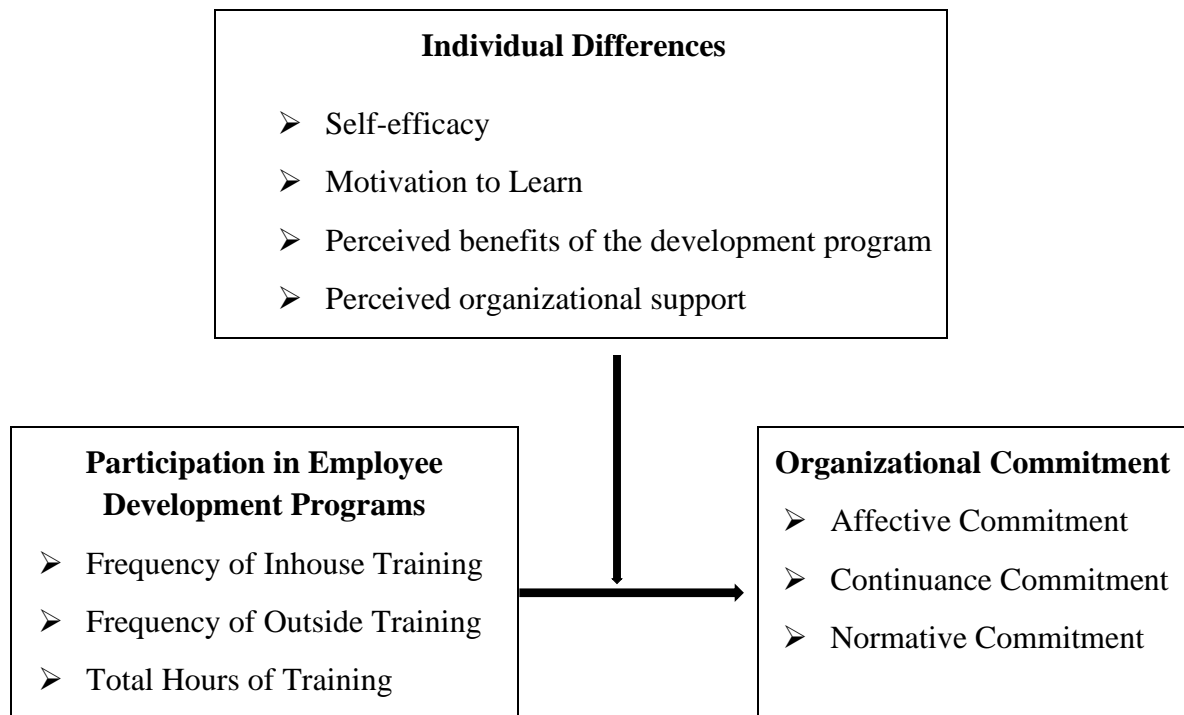 Individual Differences
➢ Self-efficacy
➢ Motivation to Learn
➢ Perceived benefits of the development program
➢ Perceived organizational support
Participation in Employee
Development Programs
➢ Frequency of Inhouse Training
➢ Frequency of Outside Training
➢ Total Hours of Training
Organizational Commitment
➢ Affective Commitment
➢ Continuance Commitment
➢ Normative Commitment